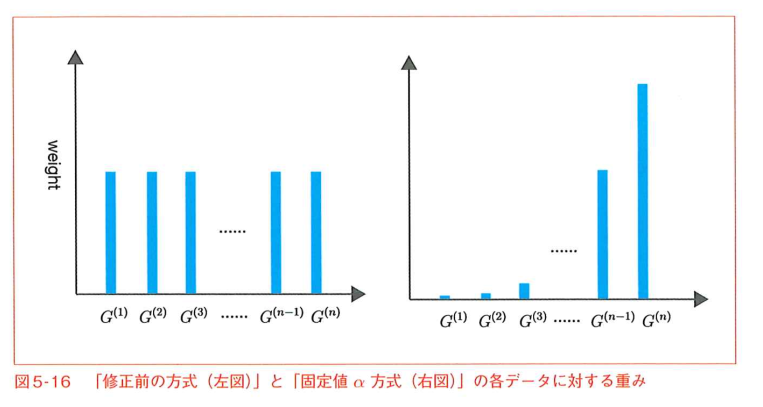 weight
......
G^(1) G^(2) G^(3) ...... G^(n−1) G^(n)
......
G^(1) G^(2) G^(3) ...... G^(n−1) G^(n)
図5-16 「修正前の方式(左図)」と「固定値 α 方式(右図)」の各データに対する重み